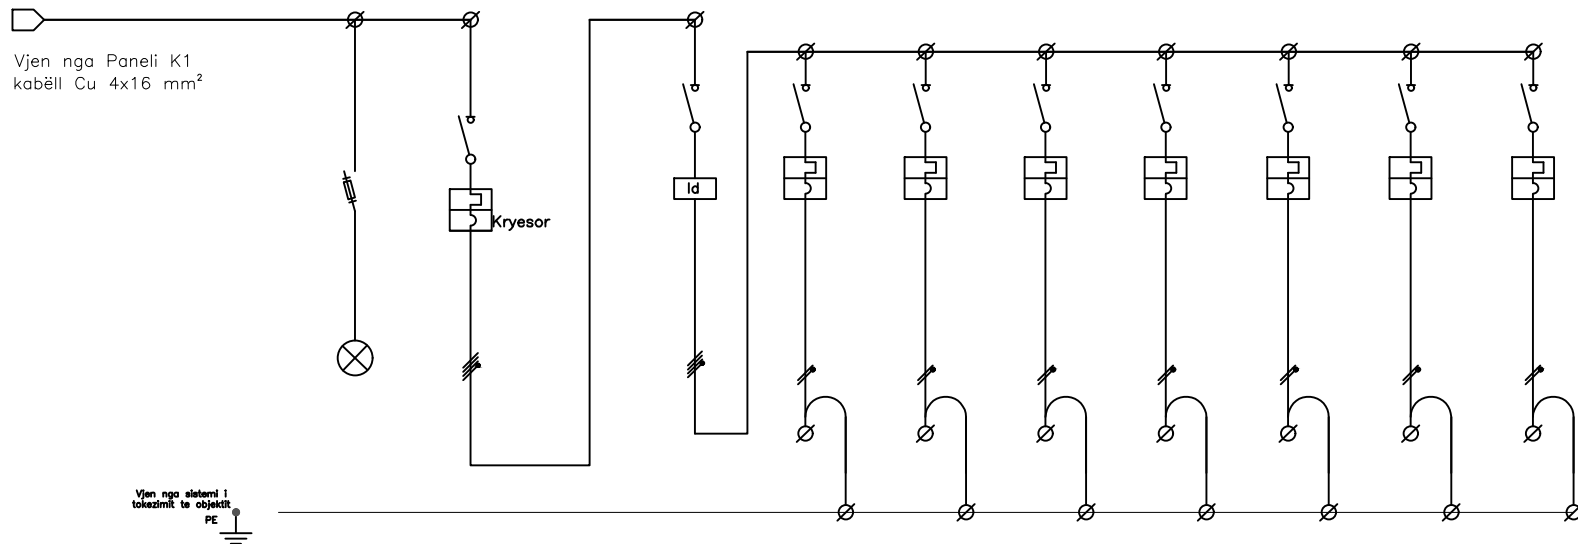 Vjen nga Paneli K1
kabëll Cu 4x16 mm²
Id
Kryesor
Vjen nga sistemi i
tokezimit te objektit
PE